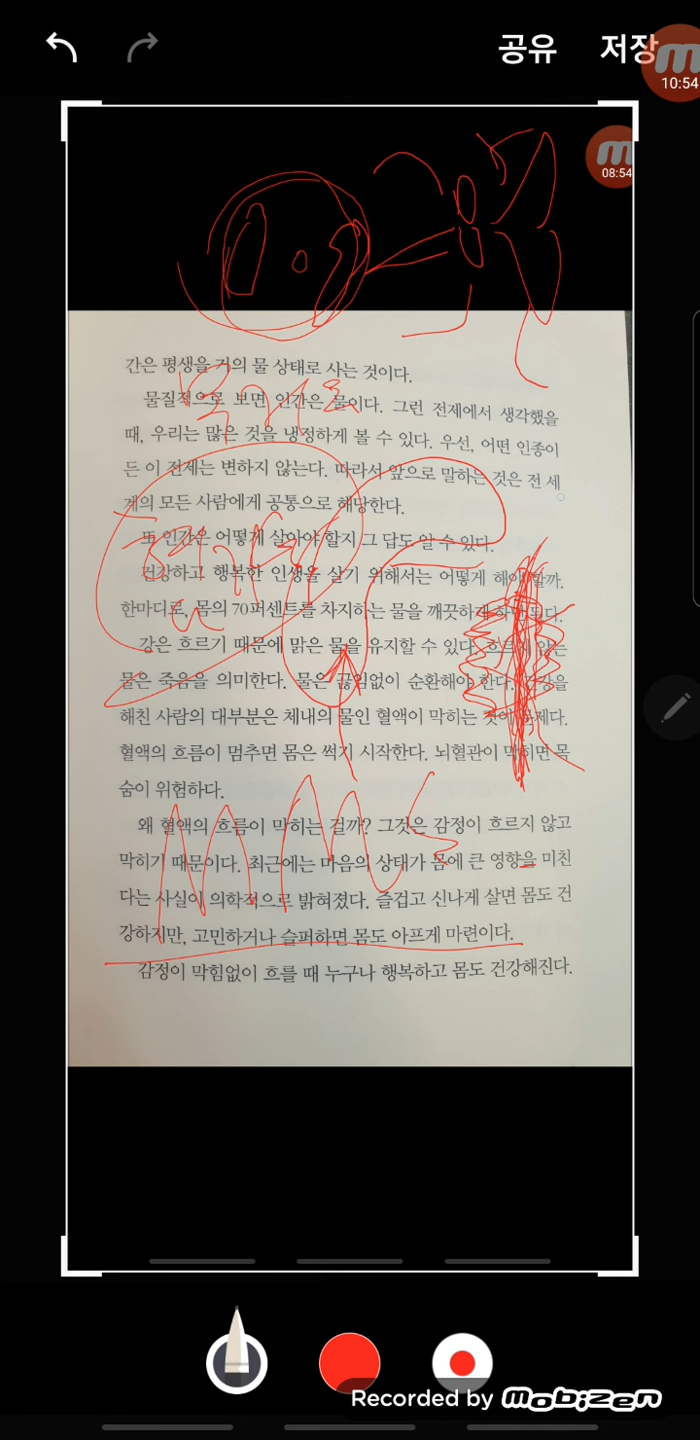 공유 저장
10:54
08:54
간은 평생을 거의 물 상태로 사는 것이다.
물질적으로 보면 인간은 물이다. 그런 전제에서 생각했을
때, 우리는 많은 것을 냉정하게 볼 수 있다. 우선, 어떤 인종이
든 이 전제는 변하지 않는다. 따라서 앞으로 말하는 것은 전 세
계의 모든 사람에게 공통으로 해당한다.
또 인간은 어떻게 살아야 할지 그 답도 알 수 있다.
건강하고 행복한 인생을 살기 위해서는 어떻게 해야 할까.
한마디로, 몸의 70퍼센트를 차지하는 물을 깨끗하게 하면 된다.
강은 흐르기 때문에 맑은 물을 유지할 수 있다. 흐르지 않는
물은 죽음을 의미한다. 물은 끊임없이 순환해야 한다. 건강을
해친 사람의 대부분은 체내의 물인 혈액이 막히는 것이 문제다.
혈액의 흐름이 멈추면 몸은 썩기 시작한다. 뇌혈관이 막히면 목
숨이 위험하다.
왜 혈액의 흐름이 막히는 걸까? 그것은 감정이 흐르지 않고
막히기 때문이다. 최근에는 마음의 상태가 몸에 큰 영향을 미친
다는 사실이 의학적으로 밝혀졌다. 즐겁고 신나게 살면 몸도 건
강하지만, 고민하거나 슬퍼하면 몸도 아프게 마련이다.
감정이 막힘없이 흐를 때 누구나 행복하고 몸도 건강해진다.
Recorded by mobizen